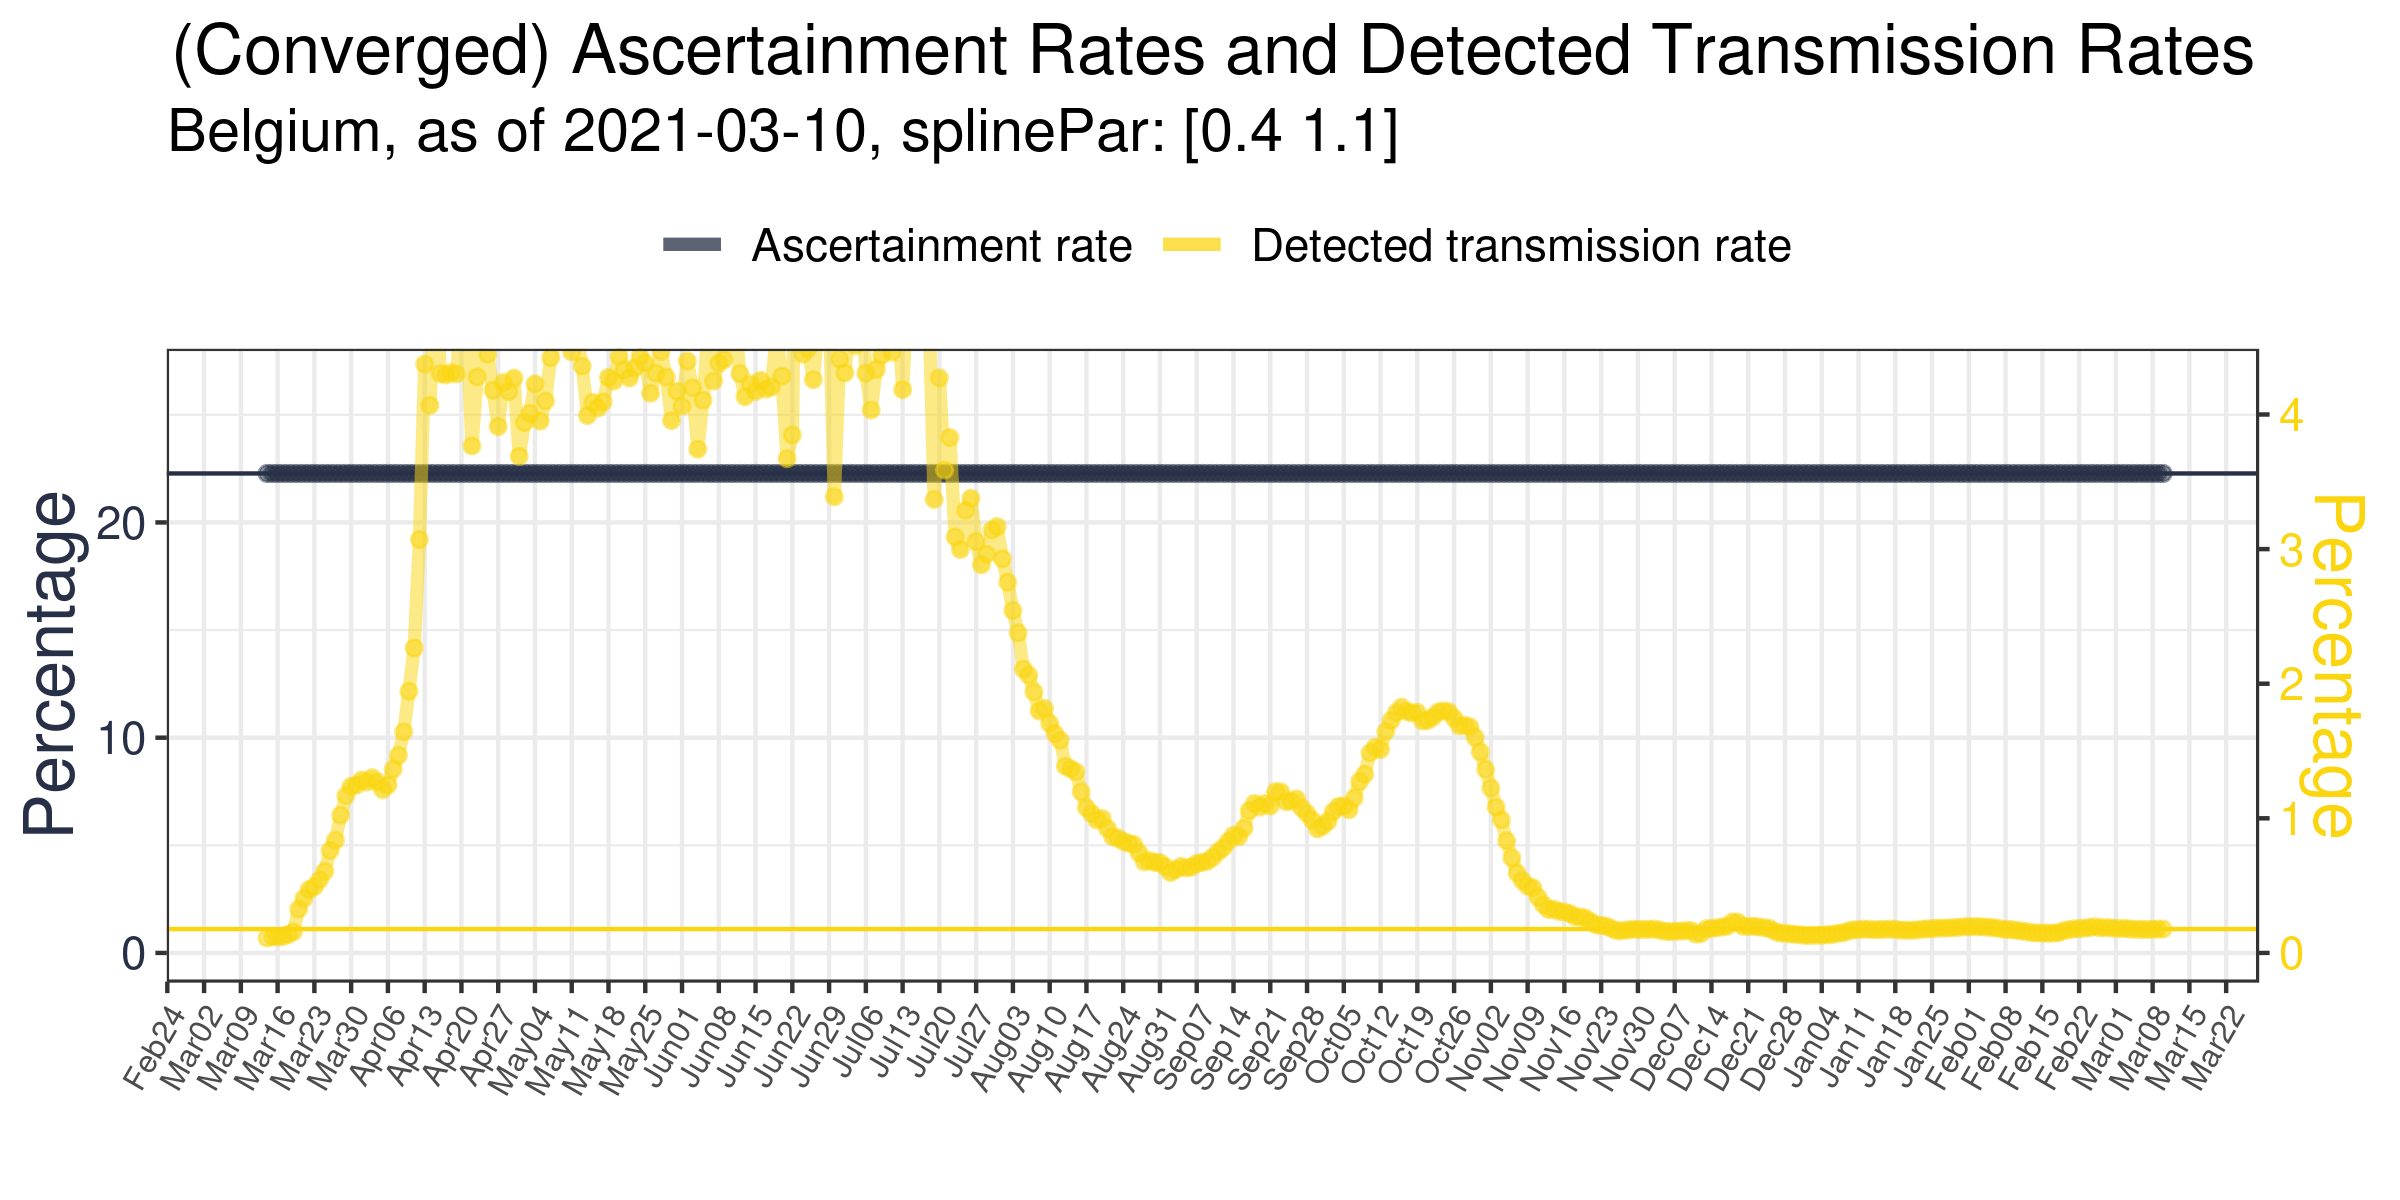 (Converged) Ascertainment Rates and Detected Transmission Rates
Belgium, as of 2021-03-10, splinePar: [0.4 1.1]
Ascertainment rate
Detected transmission rate
Percentage
20
10
0
4
3
2
1
0
Percentage
Feb24
Mar02
Mar09
Mar16
Mar23
Mar30
Apr06
Apr13
Apr20
Apr27
May04
May11
May18
May25
Jun01
Jun08
Jun15
Jun22
Jun29
Jul06
Jul13
Jul20
Jul27
Aug03
Aug10
Aug17
Aug24
Aug31
Sep07
Sep14
Sep21
Sep28
Oct05
Oct12
Oct19
Oct26
Nov02
Nov09
Nov16
Nov23
Nov30
Dec07
Dec14
Dec21
Dec28
Jan04
Jan11
Jan18
Jan25
Feb01
Feb08
Feb15
Feb22
Mar01
Mar08
Mar15
Mar22